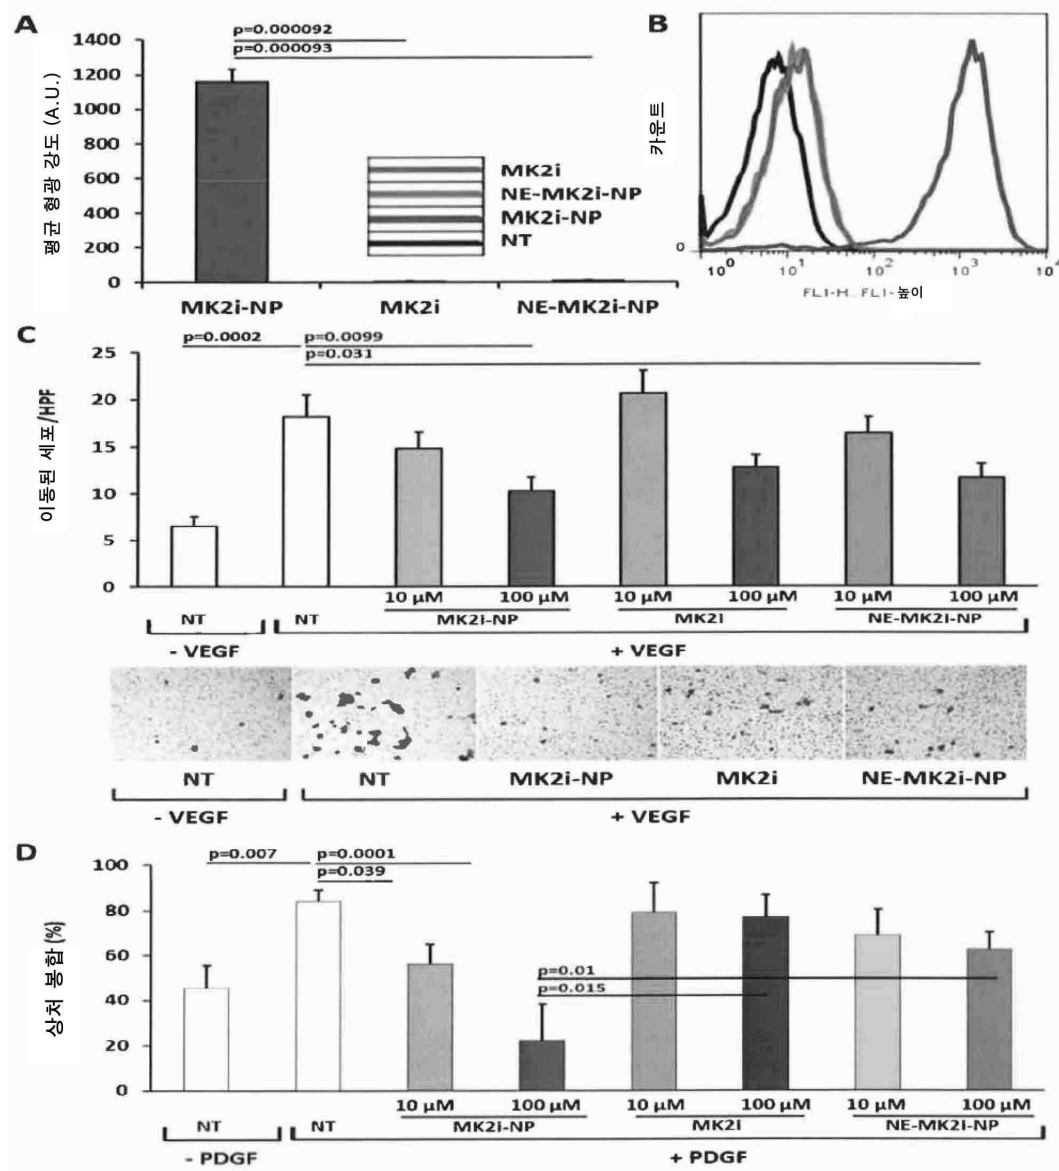 A
p=0.000092
p=0.000093
평균 형광 강도 (A.U.)
1400
1200
1000
800
600
400
200
0
MK2i
NE-MK2i-NP
MK2i-NP
NT
MK2i-NP MK2i NE-MK2i-NP
B
카운트
0
10⁰ 10¹ 10² 10³ 10⁴
FL1-H FL1-높이
C
p=0.0002 p=0.0099
p=0.031
이동된 세포/HPF
25
20
15
10
5
0
10 μM 100 μM 10 μM 100 μM 10 μM 100 μM
NT NT MK2i-NP MK2i NE-MK2i-NP
- VEGF + VEGF
NT NT MK2i-NP MK2i NE-MK2i-NP
- VEGF + VEGF
D
p=0.007 p=0.0001
p=0.039
상처 봉합 (%)
100
80
60
40
20
0
p=0.01
p=0.015
10 μM 100 μM 10 μM 100 μM 10 μM 100 μM
NT NT MK2i-NP MK2i NE-MK2i-NP
- PDGF + PDGF